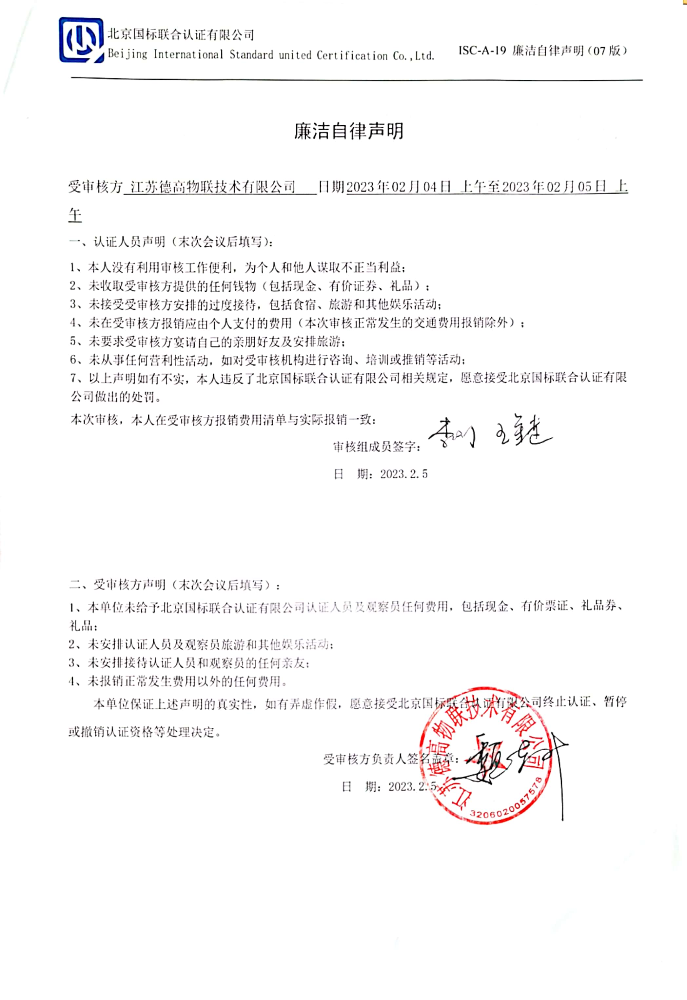 北京国标联合认证有限公司
Beijing International Standard united Certification Co.,Ltd.
ISC-A-19 廉洁自律声明(07版)
廉洁自律声明
受审核方 江苏德高物联技术有限公司 日期2023年02月04日 上午至2023年02月05日 上
午
一、认证人员声明（末次会议后填写）：
1、本人没有利用审核工作便利，为个人和他人谋取不正当利益；
2、未收取受审核方提供的任何钱物（包括现金、有价证券、礼品）；
3、未接受受审核方安排的过度接待，包括食宿、旅游和其他娱乐活动；
4、未在受审核方报销应由个人支付的费用（本次审核正常发生的交通费用报销除外）；
5、未要求受审核方宴请自己的亲朋好友及安排旅游；
6、未从事任何营利性活动，如对受审核机构进行咨询、培训或推销等活动；
7、以上声明如有不实，本人违反了北京国标联合认证有限公司相关规定，愿意接受北京国标联合认证有限
公司做出的处罚。
本次审核，本人在受审核方报销费用清单与实际报销一致：
审核组成员签字：
日 期：2023.2.5
二、受审核方声明（末次会议后填写）：
1、本单位未给予北京国标联合认证有限公司认证人员及观察员任何费用，包括现金、有价票证、礼品券、
礼品；
2、未安排认证人员及观察员旅游和其他娱乐活动；
3、未安排接待认证人员和观察员的任何亲友；
4、未报销正常发生费用以外的任何费用。
本单位保证上述声明的真实性，如有弄虚作假，愿意接受北京国标联合认证有限公司终止认证、暂停
或撤销认证资格等处理决定。
受审核方负责人签名盖章：
日 期：2023.2.5
江苏德高物联技术有限公司
3206020057578